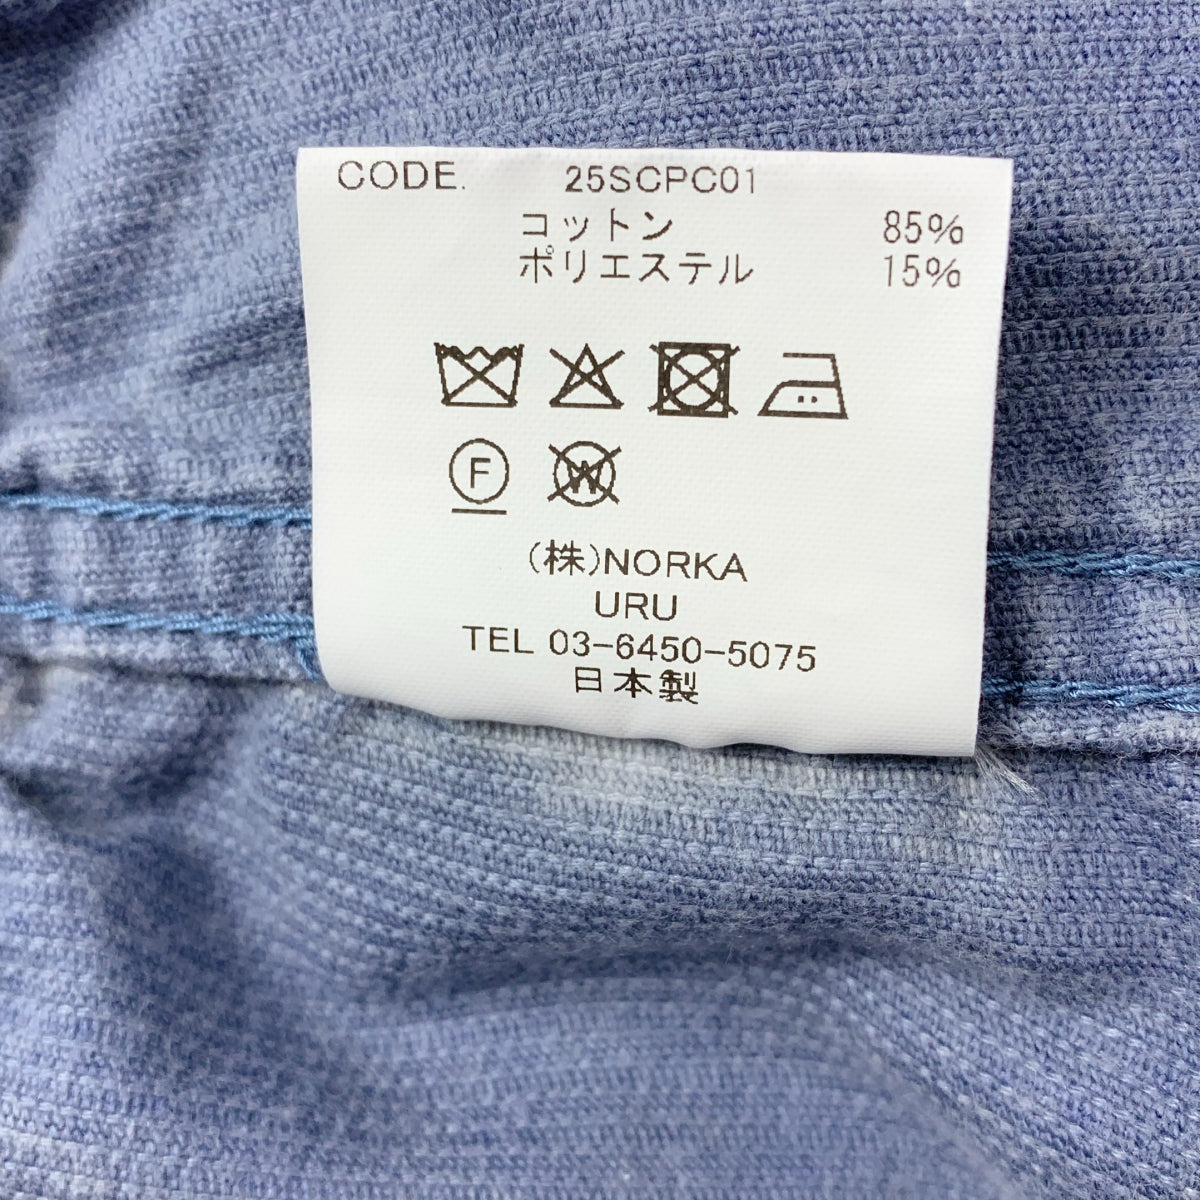 CODE. 25SCPC01
コットン 85%
ポリエステル 15%
F W
(株)NORKA
URU
TEL 03-6450-5075
日本製